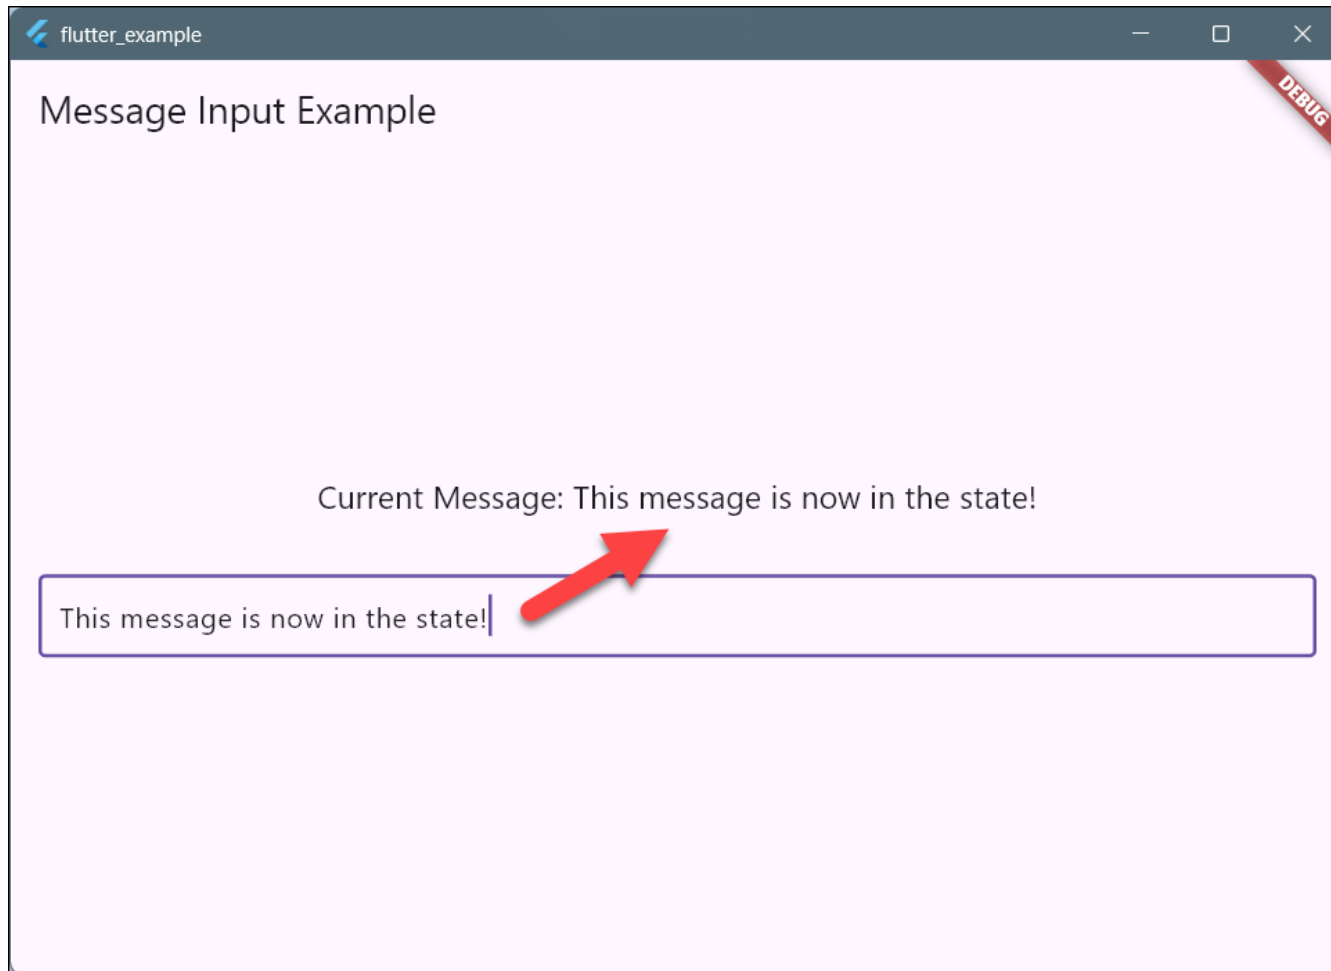 flutter_example
DEBUG
Message Input Example
Current Message: This message is now in the state!
This message is now in the state!